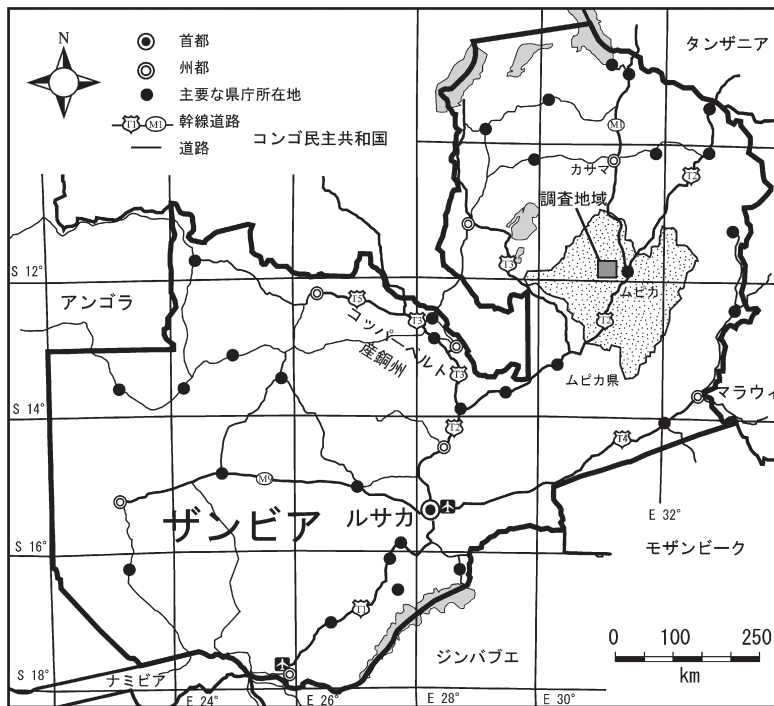 N
首都
州都
主要な県庁所在地
T1 M1 幹線道路
道路
コンゴ民主共和国
タンザニア
M1
カサマ
T2
調査地域
S 12°
T3
ムピカ
アンゴラ
T5
T3
T2
コッパーベルト
産銅州
T3
ムピカ県
マラウィ
S 14°
T2
T4
M9
ザンビア
ルサカ
E 32°
S 16°
モザンビーク
T1
0 100 250
km
ジンバブエ
S 18°
ナミビア
E 24°
E 26°
E 28°
E 30°